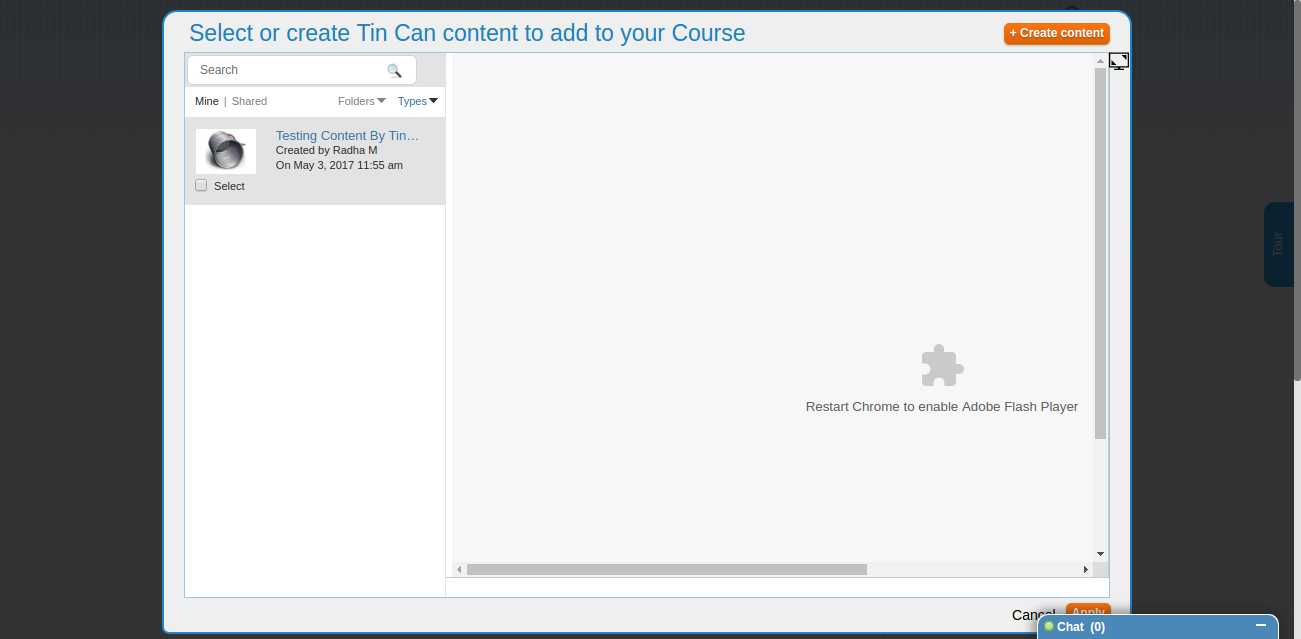 Select or create Tin Can content to add to your Course
+ Create content
Search
Mine | Shared
Folders
Types
Testing Content By Tin…
Created by Radha M
On May 3, 2017 11:55 am
Select
Restart Chrome to enable Adobe Flash Player
Tour
Cancel
Apply
Chat (0)